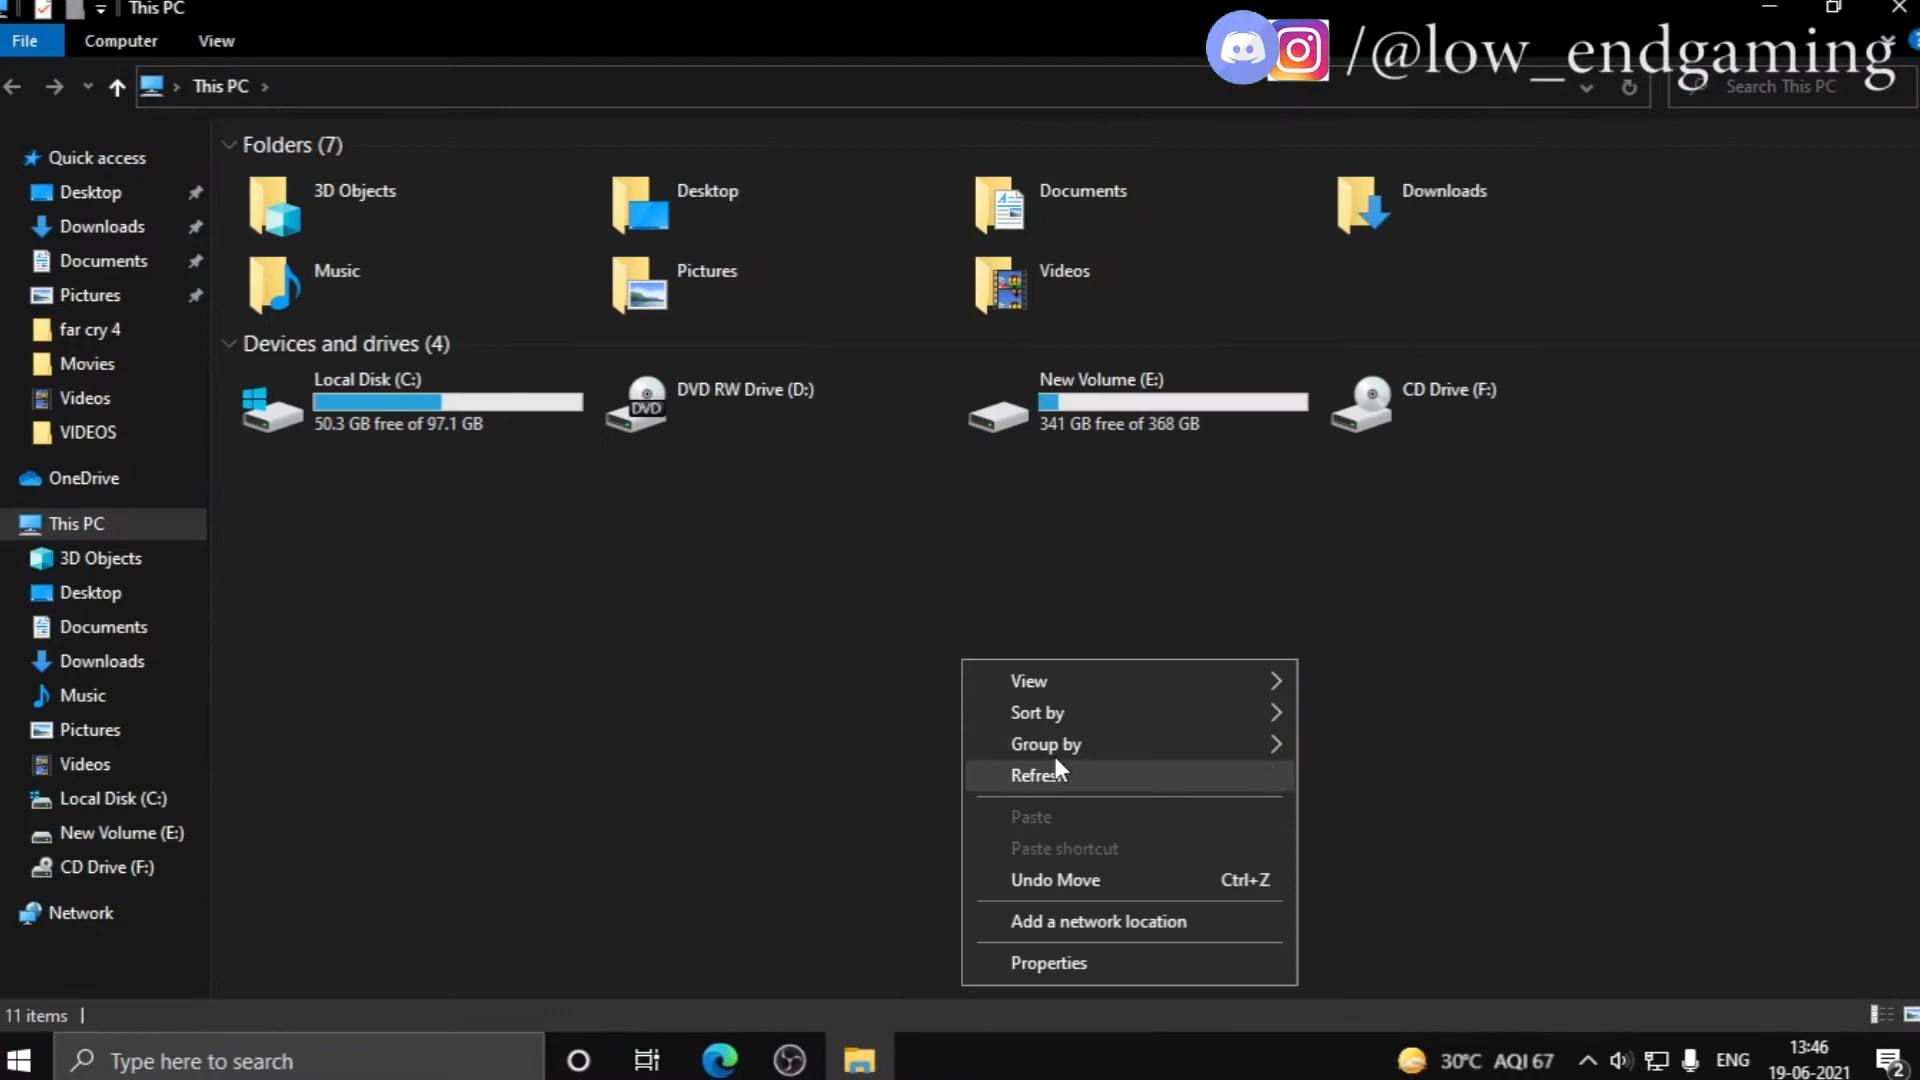 This PC
File
Computer
View
/@low_endgaming
This PC
Search This PC
Quick access
Desktop
Downloads
Documents
Pictures
far cry 4
Movies
Videos
VIDEOS
OneDrive
This PC
3D Objects
Desktop
Documents
Downloads
Music
Pictures
Videos
Local Disk (C:)
New Volume (E:)
CD Drive (F:)
Network
Folders (7)
3D Objects
Desktop
Documents
Downloads
Music
Pictures
Videos
Devices and drives (4)
Local Disk (C:)
50.3 GB free of 97.1 GB
DVD
DVD RW Drive (D:)
New Volume (E:)
341 GB free of 368 GB
CD Drive (F:)
View
Sort by
Group by
Refresh
Paste
Paste shortcut
Undo Move Ctrl+Z
Add a network location
Properties
11 items
Type here to search
30°C AQI 67
ENG
13:46
19-06-2021
2